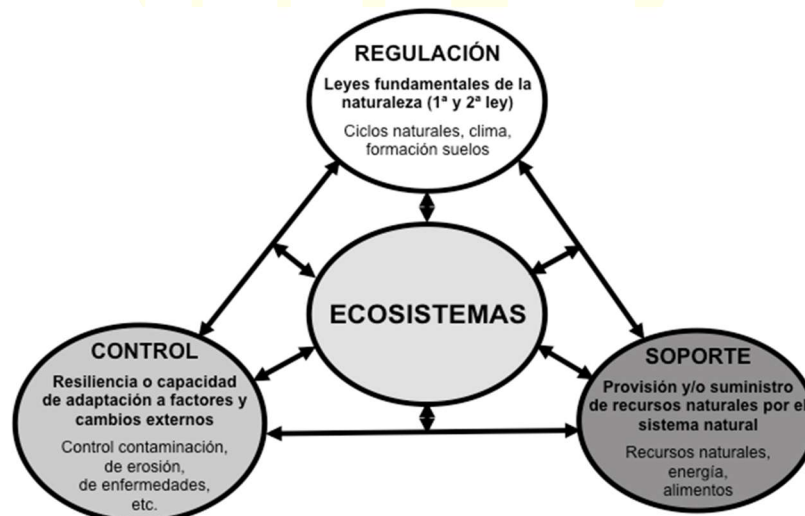 REGULACIÓN
Leyes fundamentales de la
naturaleza (1ª y 2ª ley)
Ciclos naturales, clima,
formación suelos
ECOSISTEMAS
CONTROL
Resiliencia o capacidad
de adaptación a factores y
cambios externos
Control contaminación,
de erosión,
de enfermedades,
etc.
SOPORTE
Provisión y/o suministro
de recursos naturales por el
sistema natural
Recursos naturales,
energía,
alimentos